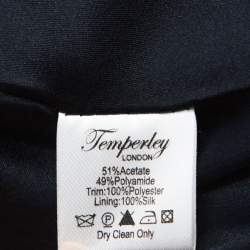 Temperley
LONDON
51%Acetate
49%Polyamide
Trim:100%Polyester
Lining:100%Silk
Dry Clean Only